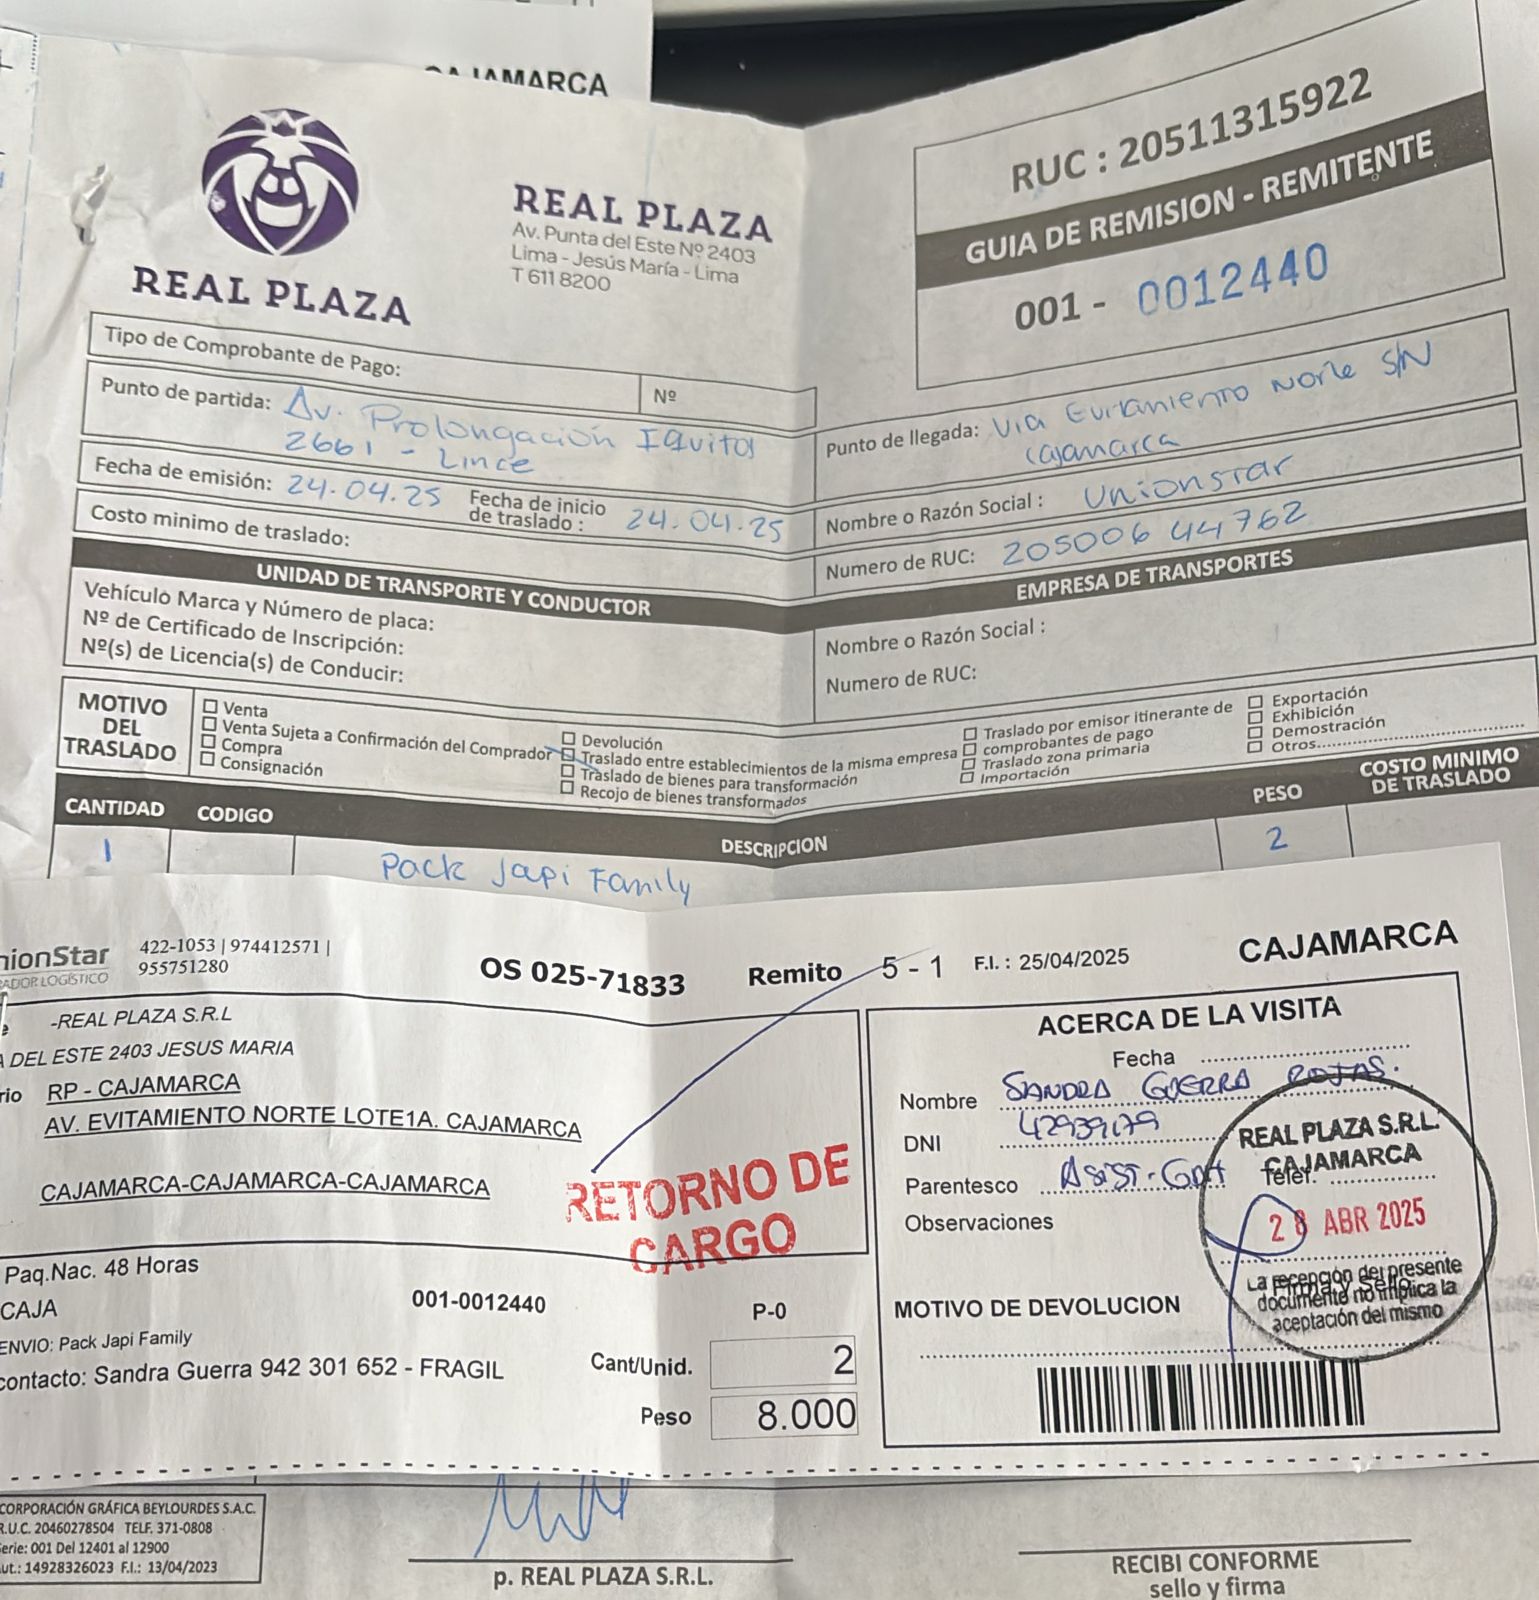 CAJAMARCA
REAL PLAZA
REAL PLAZA
Av. Punta del Este Nº 2403
Lima - Jesús María - Lima
T 611 8200
RUC : 20511315922
GUIA DE REMISION - REMITENTE
001 - 0012440
Tipo de Comprobante de Pago:
Nº
Punto de partida: Av. Prolongación Iquitos
2661 - Lince
Punto de llegada: Via Evitamiento Norte S/N
Cajamarca
Fecha de emisión: 24.04.25
Fecha de inicio
de traslado : 24.04.25
Nombre o Razón Social : Unionstar
Costo minimo de traslado:
Numero de RUC: 20500644762
UNIDAD DE TRANSPORTE Y CONDUCTOR
EMPRESA DE TRANSPORTES
Vehículo Marca y Número de placa:
Nº de Certificado de Inscripción:
Nº(s) de Licencia(s) de Conducir:
Nombre o Razón Social :
Numero de RUC:
MOTIVO
DEL
TRASLADO
Venta
Venta Sujeta a Confirmación del Comprador
Compra
Consignación
Devolución
Traslado entre establecimientos de la misma empresa
Traslado de bienes para transformación
Recojo de bienes transformados
Traslado por emisor itinerante de
comprobantes de pago
Traslado zona primaria
Importación
Exportación
Exhibición
Demostración
Otros
CANTIDAD
CODIGO
DESCRIPCION
PESO
COSTO MINIMO
DE TRASLADO
1
Pack Japi Family
2
nionStar
ADOR LOGÍSTICO
422-1053 | 974412571 |
955751280
OS 025-71833
Remito 5 - 1
F.I. : 25/04/2025
CAJAMARCA
e -REAL PLAZA S.R.L
A DEL ESTE 2403 JESUS MARIA
rio RP - CAJAMARCA
AV. EVITAMIENTO NORTE LOTE1A. CAJAMARCA
CAJAMARCA-CAJAMARCA-CAJAMARCA
RETORNO DE
CARGO
ACERCA DE LA VISITA
Fecha
Nombre SANDRA GUERRA ROJAS.
DNI
Parentesco Asist. Telef.
Observaciones
REAL PLAZA S.R.L.
CAJAMARCA
28 ABR 2025
Firma y Sello
La recepción del presente
documento no implica la
aceptación del mismo
MOTIVO DE DEVOLUCION
Paq.Nac. 48 Horas
CAJA
001-0012440
P-0
ENVIO: Pack Japi Family
contacto: Sandra Guerra 942 301 652 - FRAGIL
Cant/Unid. 2
Peso 8.000
CORPORACIÓN GRÁFICA BEYLOURDES S.A.C.
R.U.C. 20460278504 TELF. 371-0808
Serie: 001 Del 12401 al 12900
ut.: 14928326023 F.I.: 13/04/2023
p. REAL PLAZA S.R.L.
RECIBI CONFORME
sello y firma